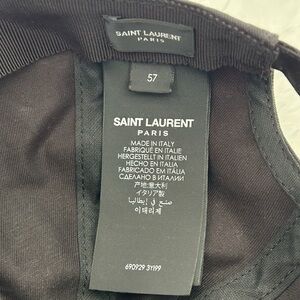 SAINT LAURENT
PARIS
57
SAINT LAURENT
PARIS
MADE IN ITALY
FABRIQUÉ EN ITALIE
HERGESTELLT IN ITALIEN
HECHO EN ITALIA
FABRICADO EM ITÁLIA
СДЕЛАНО В ИТАЛИИ
产地:意大利
イタリア製
صنع في إيطاليا
이태리제
690929 3Y199